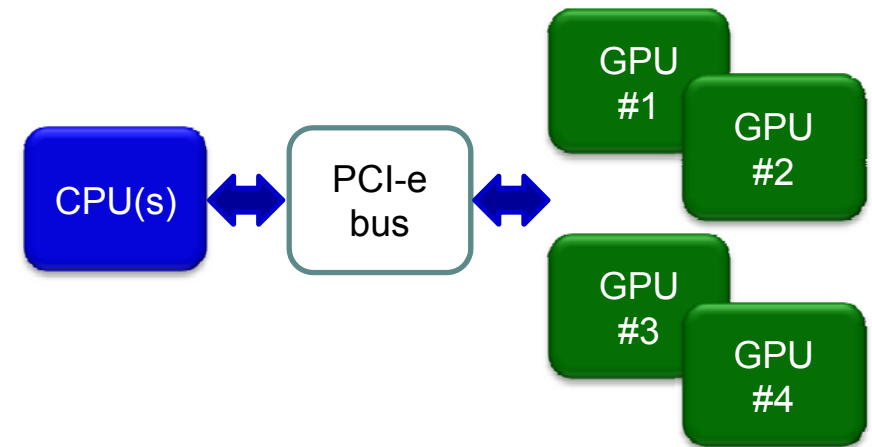 CPU(s)
PCI-e
bus
GPU
#1
GPU
#2
GPU
#3
GPU
#4